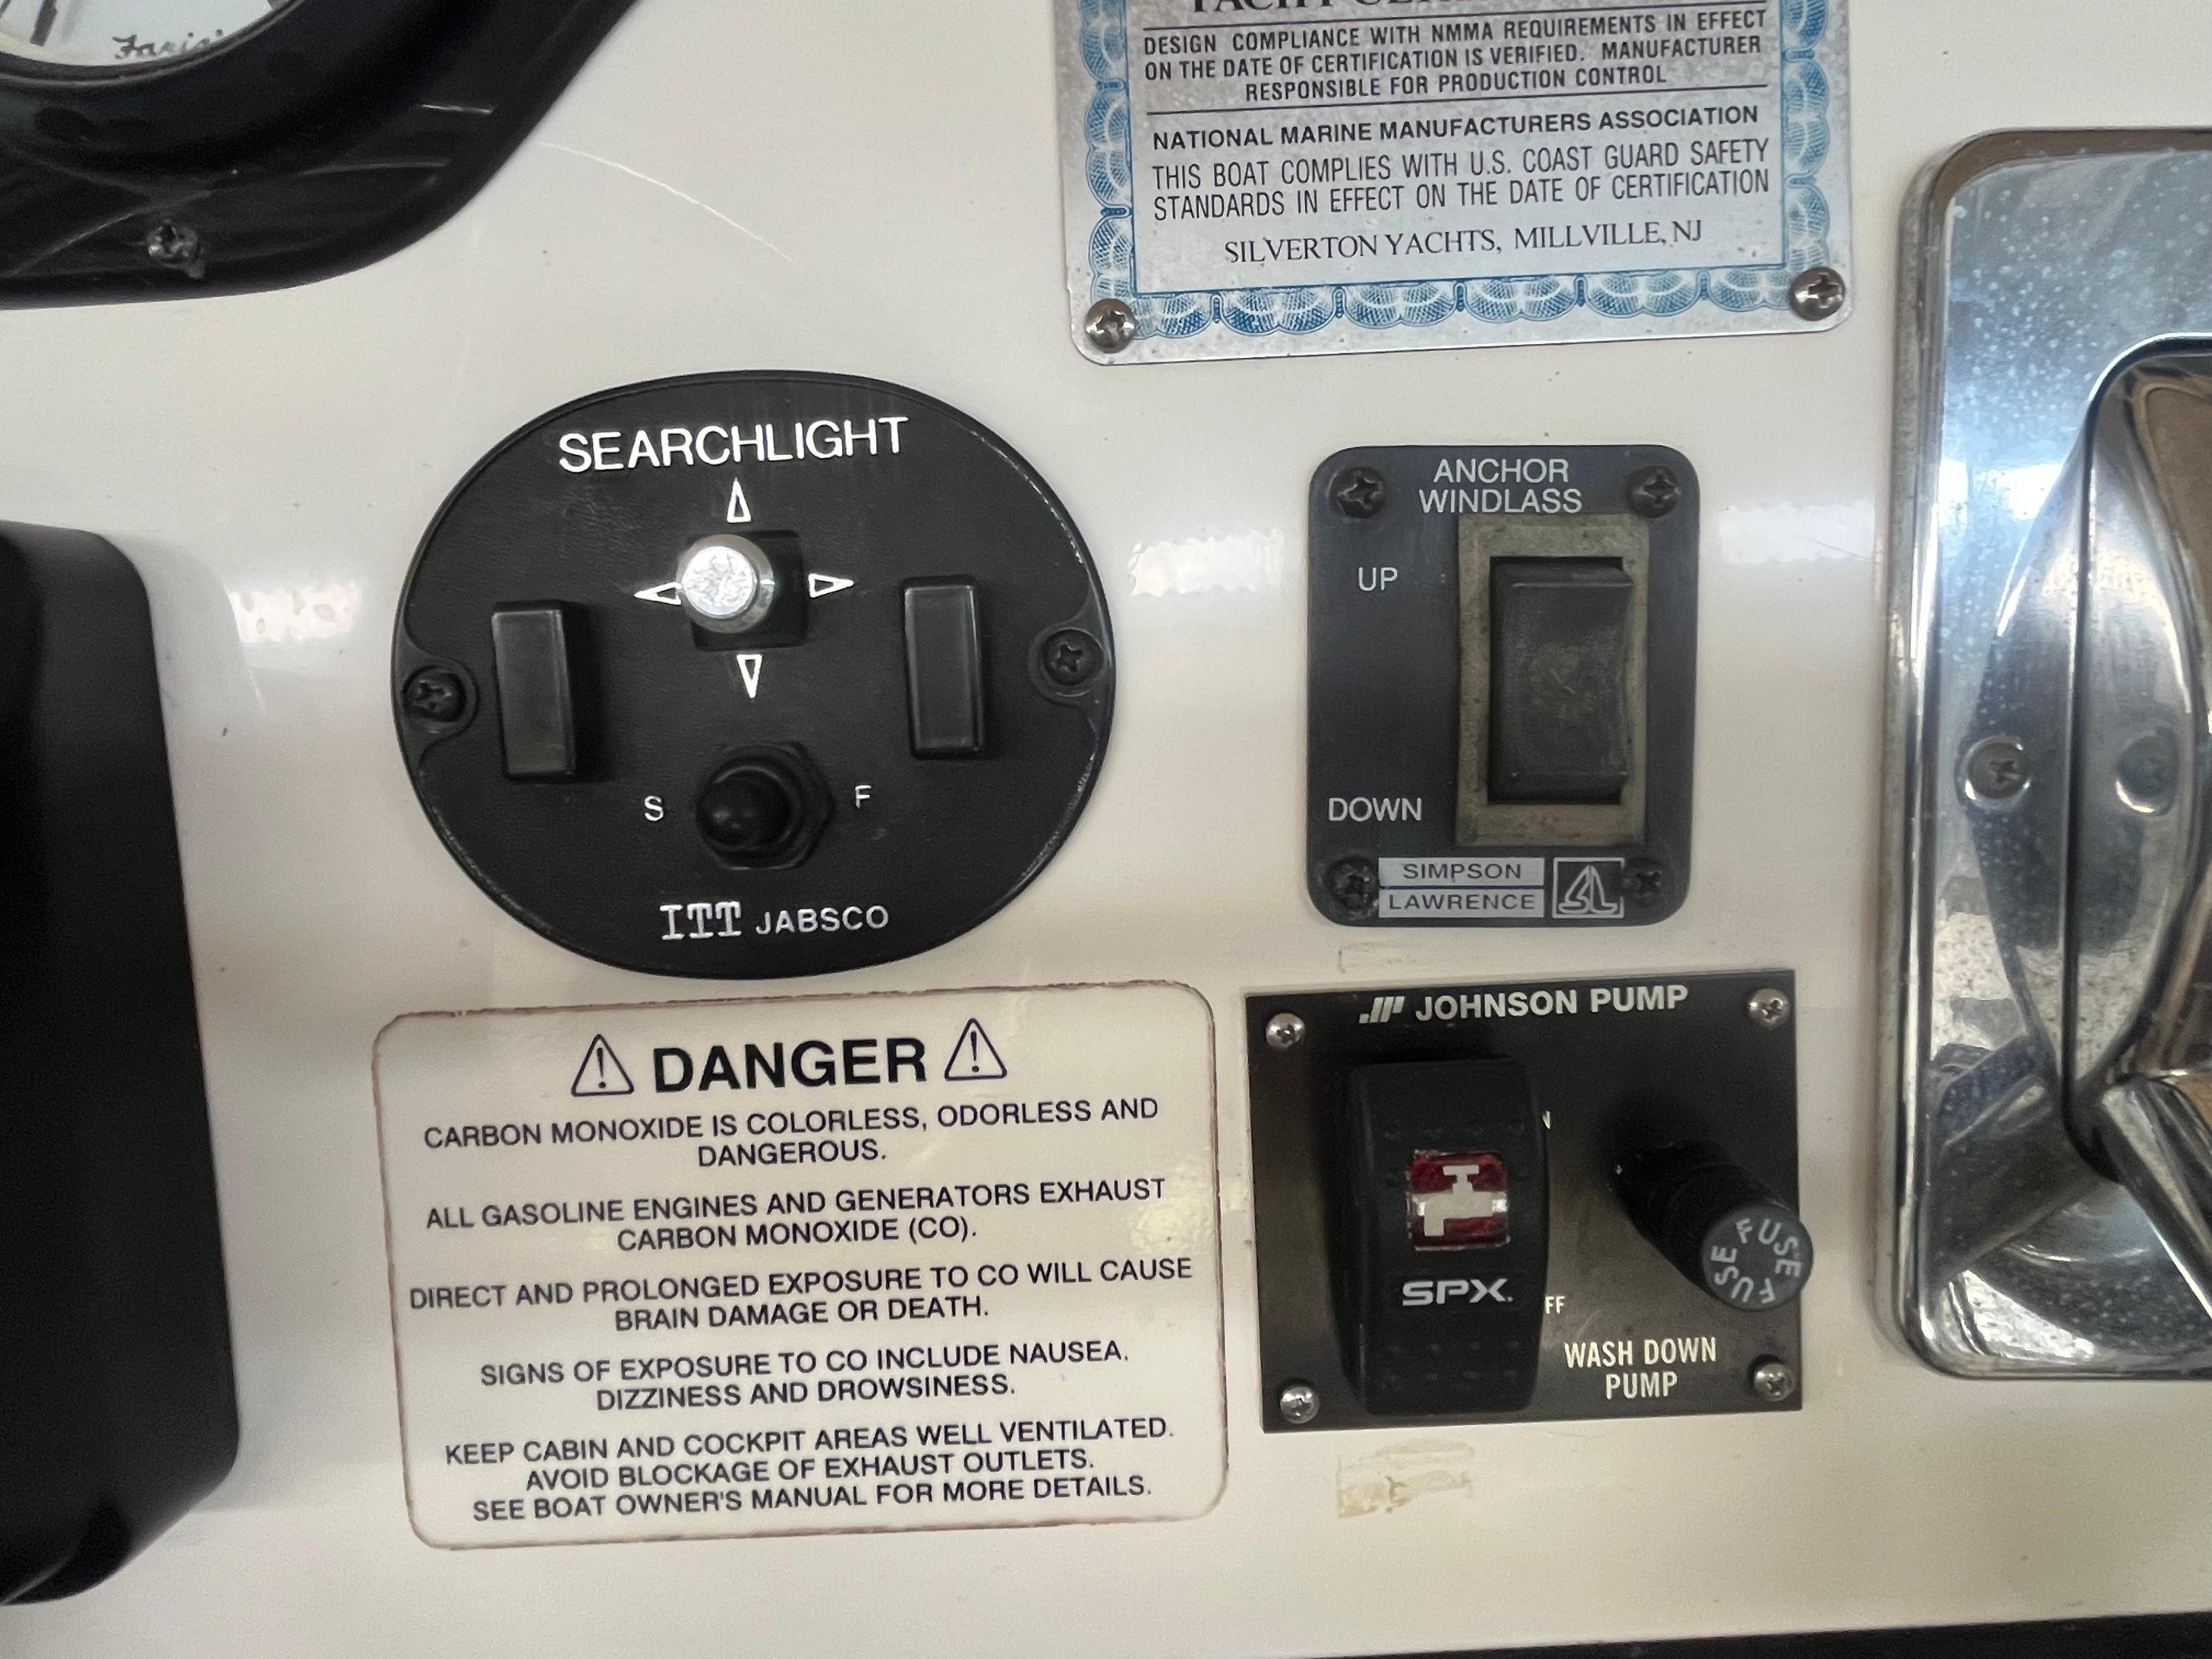 Faria
YACHT
DESIGN COMPLIANCE WITH NMMA REQUIREMENTS IN EFFECT
ON THE DATE OF CERTIFICATION IS VERIFIED. MANUFACTURER
RESPONSIBLE FOR PRODUCTION CONTROL
NATIONAL MARINE MANUFACTURERS ASSOCIATION
THIS BOAT COMPLIES WITH U.S. COAST GUARD SAFETY
STANDARDS IN EFFECT ON THE DATE OF CERTIFICATION
SILVERTON YACHTS, MILLVILLE, NJ
SEARCHLIGHT
S F
ITT JABSCO
ANCHOR
WINDLASS
UP
DOWN
SIMPSON
LAWRENCE
SL
DANGER
CARBON MONOXIDE IS COLORLESS, ODORLESS AND
DANGEROUS.
ALL GASOLINE ENGINES AND GENERATORS EXHAUST
CARBON MONOXIDE (CO).
DIRECT AND PROLONGED EXPOSURE TO CO WILL CAUSE
BRAIN DAMAGE OR DEATH.
SIGNS OF EXPOSURE TO CO INCLUDE NAUSEA,
DIZZINESS AND DROWSINESS.
KEEP CABIN AND COCKPIT AREAS WELL VENTILATED.
AVOID BLOCKAGE OF EXHAUST OUTLETS.
SEE BOAT OWNER'S MANUAL FOR MORE DETAILS.
JOHNSON PUMP
N
SPX
FF
FUSE FUSE
WASH DOWN
PUMP